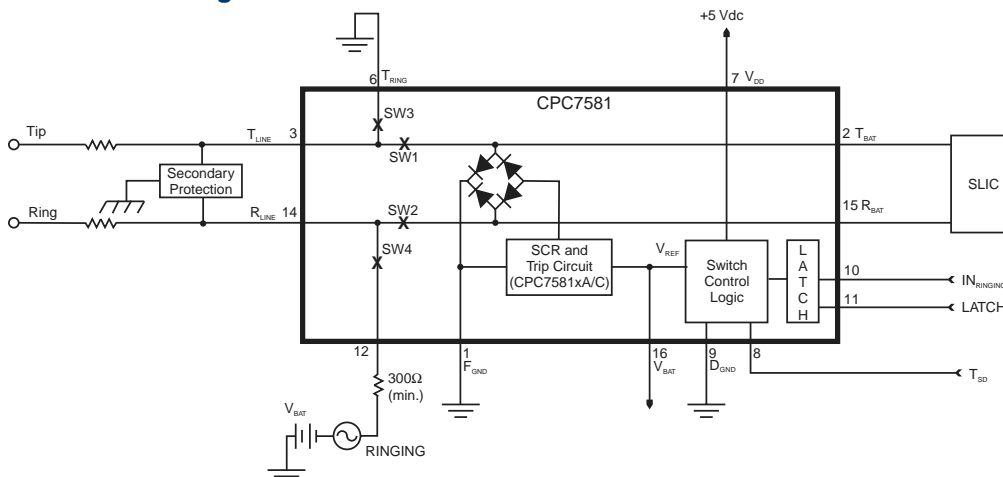 +5 Vdc
6 T_RING
7 V_DD
CPC7581
SW3
Tip
T_LINE 3
SW1
2 T_BAT
Secondary
Protection
SLIC
Ring
R_LINE 14
SW2
15 R_BAT
SW4
SCR and
Trip Circuit
(CPC7581xA/C)
V_REF
Switch
Control
Logic
L
A
T
C
H
10
IN_RINGING
11
LATCH
12
1
F_GND
16
V_BAT
9
D_GND
8
T_SD
300Ω
(min.)
V_BAT
RINGING